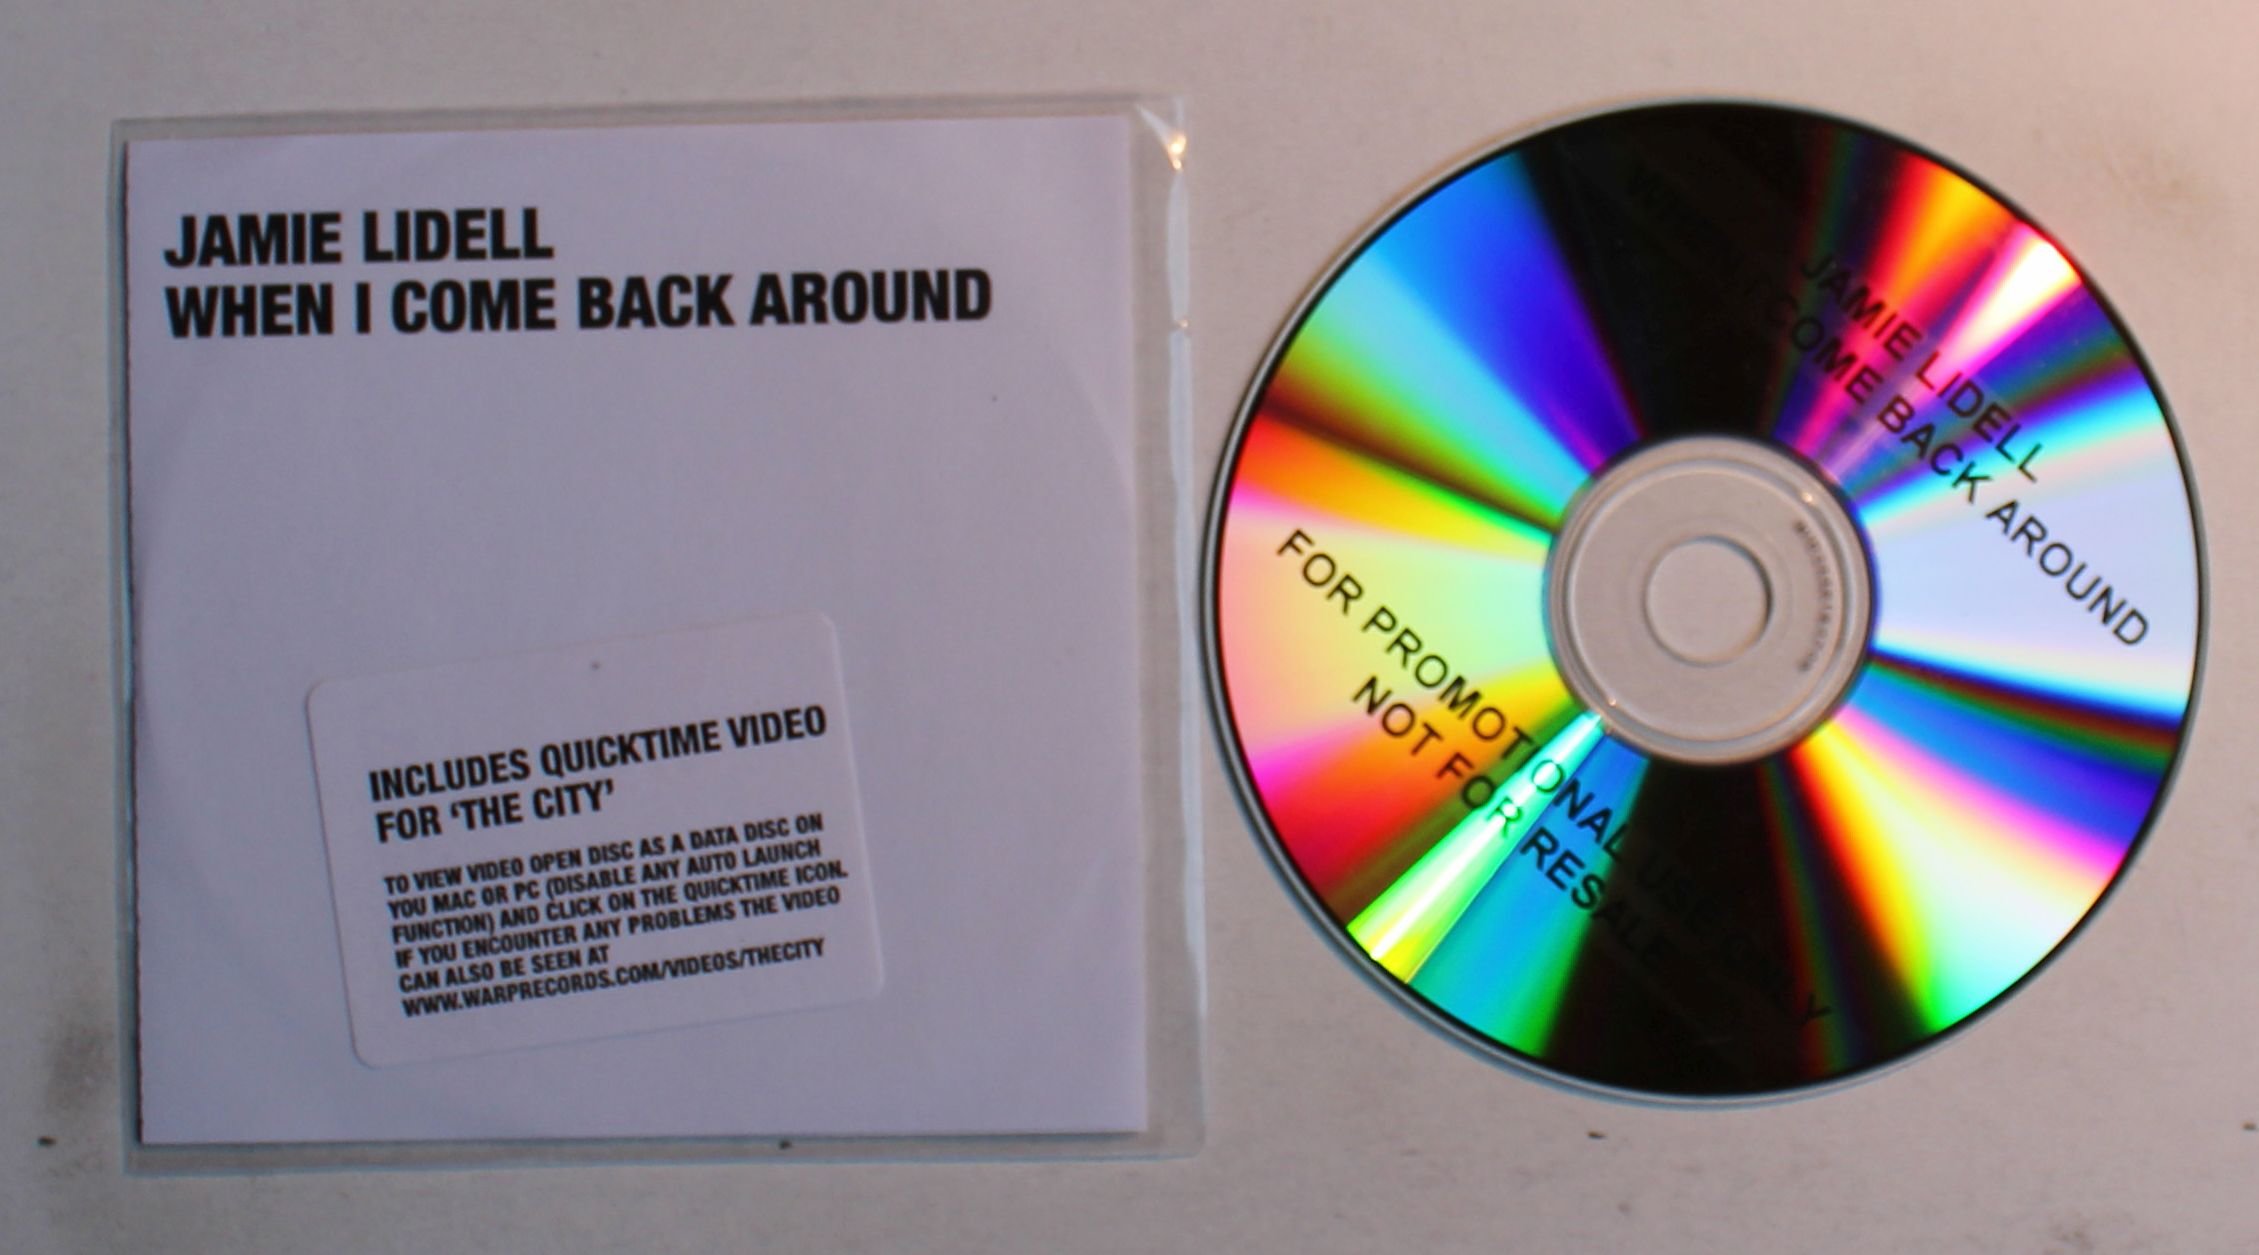 JAMIE LIDELL
WHEN I COME BACK AROUND
INCLUDES QUICKTIME VIDEO
FOR ‘THE CITY’
TO VIEW VIDEO OPEN DISC AS A DATA DISC ON
YOU MAC OR PC (DISABLE ANY AUTO LAUNCH
FUNCTION) AND CLICK ON THE QUICKTIME ICON.
IF YOU ENCOUNTER ANY PROBLEMS THE VIDEO
CAN ALSO BE SEEN AT
WWW.WARPRECORDS.COM/VIDEOS/THECITY
JAMIE LIDELL
WHEN I COME BACK AROUND
FOR PROMOTIONAL USE ONLY
NOT FOR RESALE